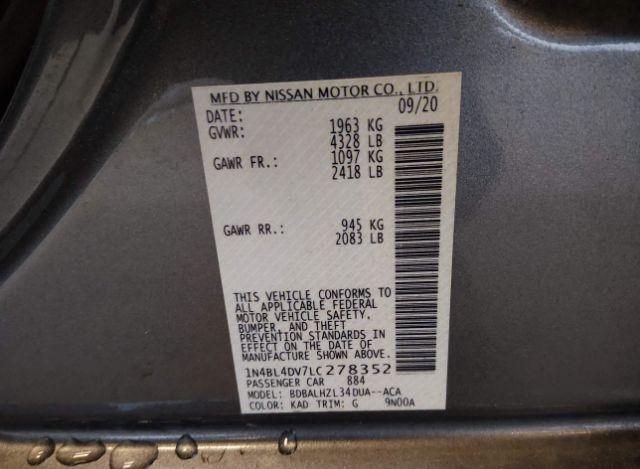 MFD BY NISSAN MOTOR CO., LTD.
DATE: 09/20
GVWR: 1963 KG
4328 LB
GAWR FR.: 1097 KG
2418 LB
GAWR RR.: 945 KG
2083 LB
THIS VEHICLE CONFORMS TO
ALL APPLICABLE FEDERAL
MOTOR VEHICLE SAFETY,
BUMPER, AND THEFT
PREVENTION STANDARDS IN
EFFECT ON THE DATE OF
MANUFACTURE SHOWN ABOVE.
1N4BL4DV7LC278352
PASSENGER CAR 884
MODEL: BDBALHZL34DUA--ACA
COLOR: KAD TRIM: G 9N00A